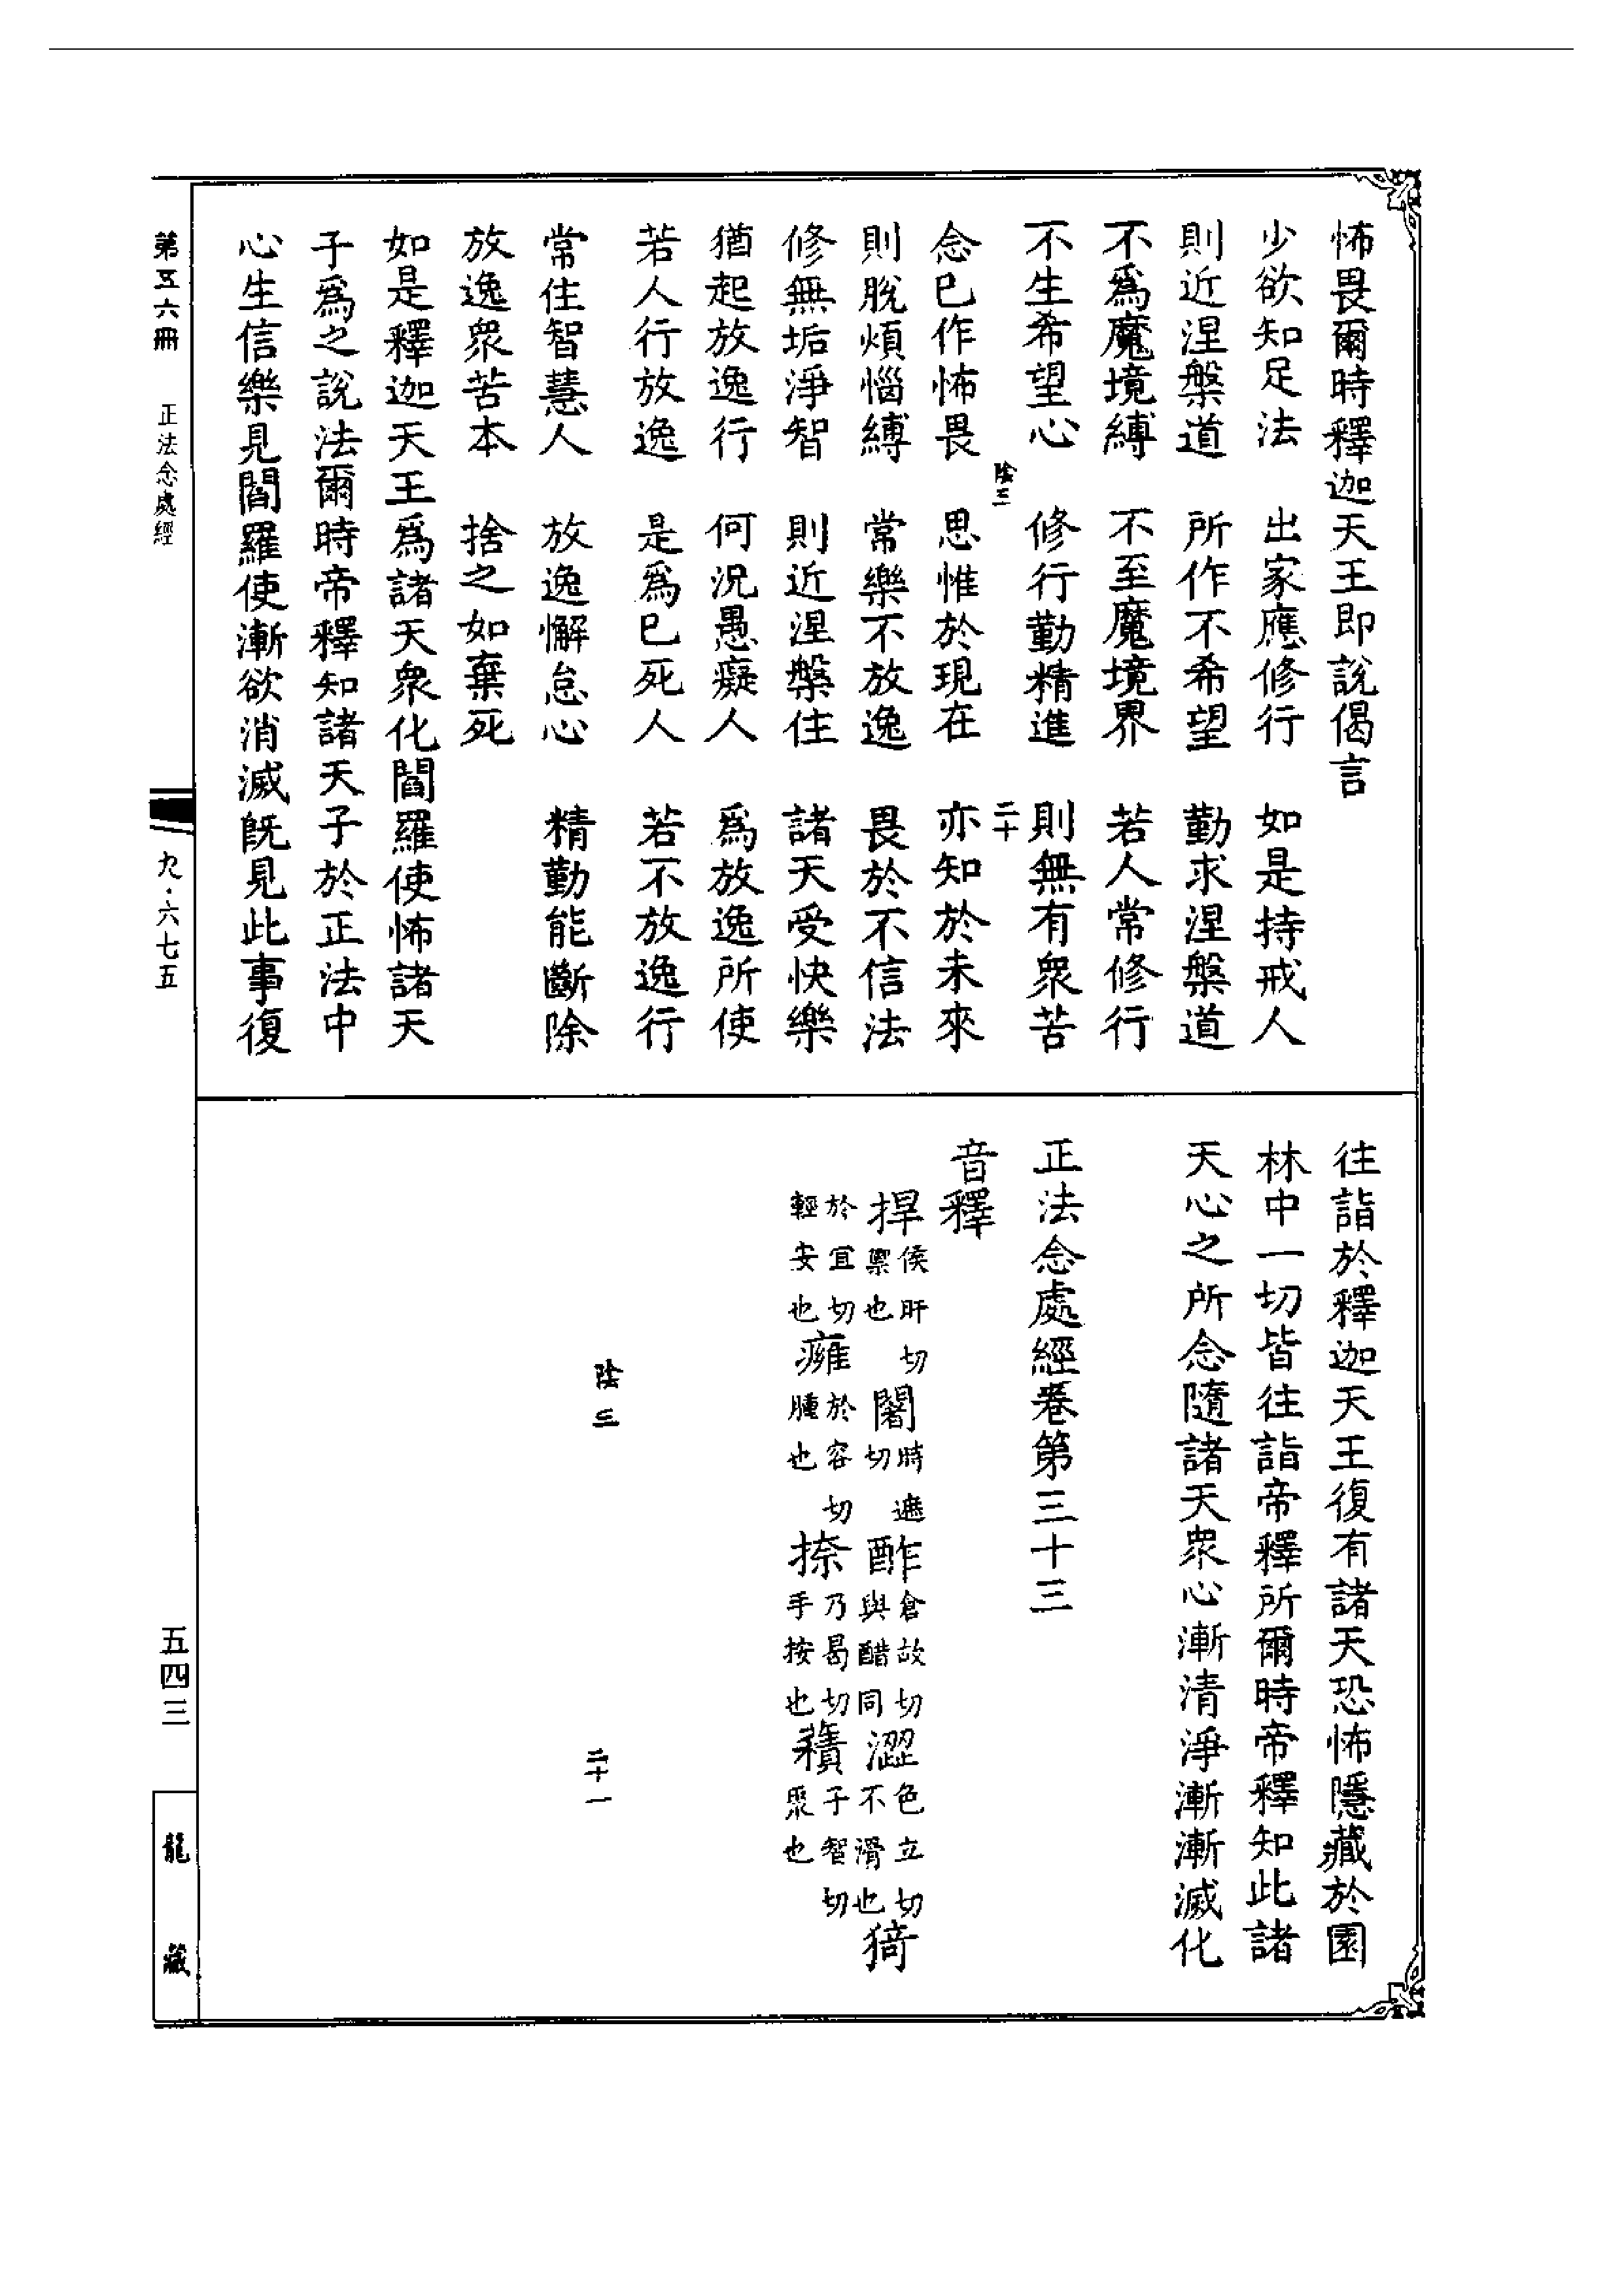 怖畏爾時釋迦天王即說偈言
少欲知足法　出家應修行　如是持戒人
則近涅槃道　所作不希望　勤求涅槃道
不爲魔境縛　不至魔境界　若人常修行
不生希望心　修行勤精進　則無有衆苦
陰三　二十
念已作怖畏　思惟於現在　亦知於未來
則脫煩惱縛　常樂不放逸　畏於不信法
修無垢淨智　則近涅槃住　諸天受快樂
猶起放逸行　何況愚癡人　爲放逸所使
若人行放逸　是爲已死人　若不放逸行
常住智慧人　放逸懈怠心　精勤能斷除
放逸衆苦本　捨之如棄死
如是釋迦天王爲諸天衆化閻羅使怖諸天
子爲之說法爾時帝釋知諸天子於正法中
心生信樂見閻羅使漸欲消滅旣見此事復
往詣於釋迦天王復有諸天恐怖隱藏於園
林中一切皆往詣帝釋所爾時帝釋知此諸
天心之所念隨諸天衆心漸清淨漸漸滅化
正法念處經卷第三十三
音釋
捍侯肝切禦也闍時遮切酢倉故切與醋同澀色立切不滑也猗
於宜切輕安也癰於容切腫也捺乃曷切手按也積子智切聚也
陰三　二十一
第五六冊　正法念處經　九·六七五　五四三　龍藏